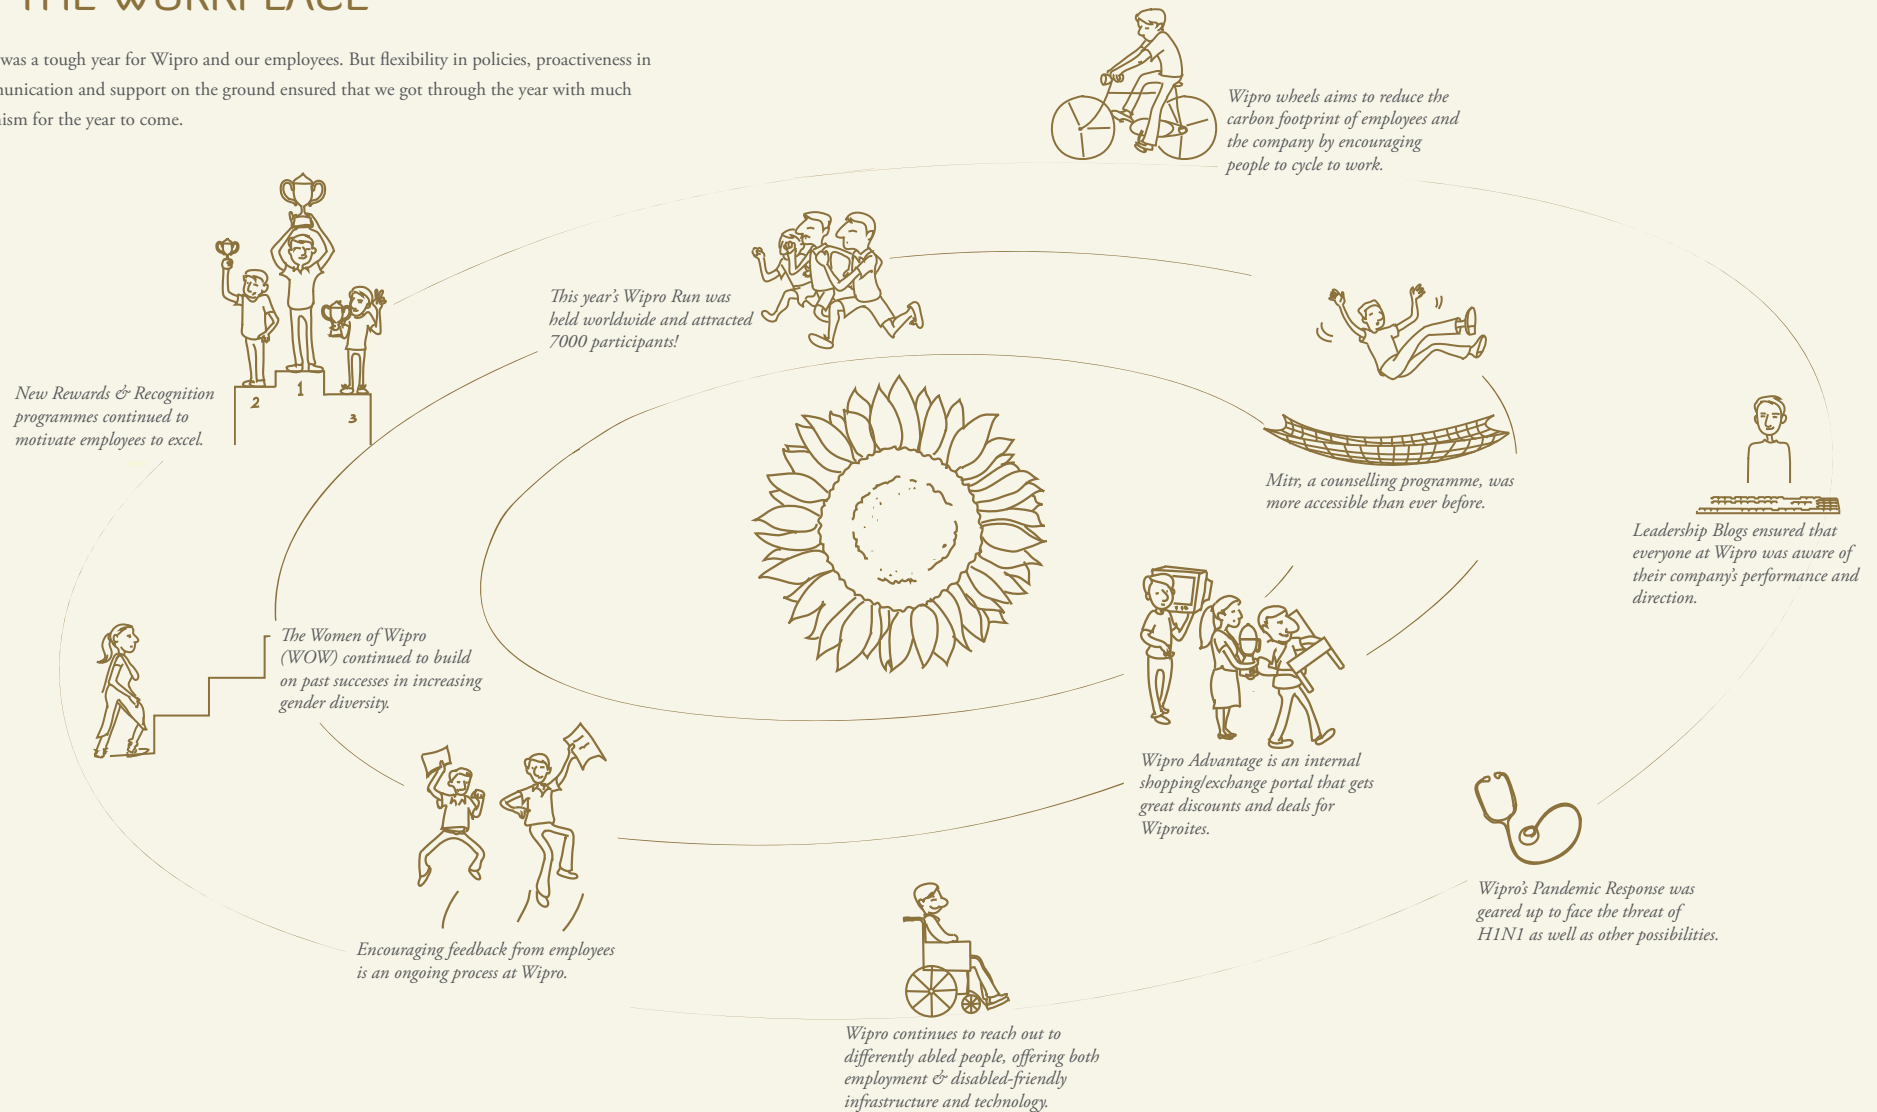 THE WORKPLACE
was a tough year for Wipro and our employees. But flexibility in policies, proactiveness in
munication and support on the ground ensured that we got through the year with much
ism for the year to come.
Wipro wheels aims to reduce the
carbon footprint of employees and
the company by encouraging
people to cycle to work.
This year's Wipro Run was
held worldwide and attracted
7000 participants!
New Rewards & Recognition
programmes continued to
motivate employees to excel.
2
1
3
Mitr, a counselling programme, was
more accessible than ever before.
Leadership Blogs ensured that
everyone at Wipro was aware of
their company's performance and
direction.
The Women of Wipro
(WOW) continued to build
on past successes in increasing
gender diversity.
Wipro Advantage is an internal
shopping/exchange portal that gets
great discounts and deals for
Wiproites.
Wipro's Pandemic Response was
geared up to face the threat of
H1N1 as well as other possibilities.
Encouraging feedback from employees
is an ongoing process at Wipro.
Wipro continues to reach out to
differently abled people, offering both
employment & disabled-friendly
infrastructure and technology.